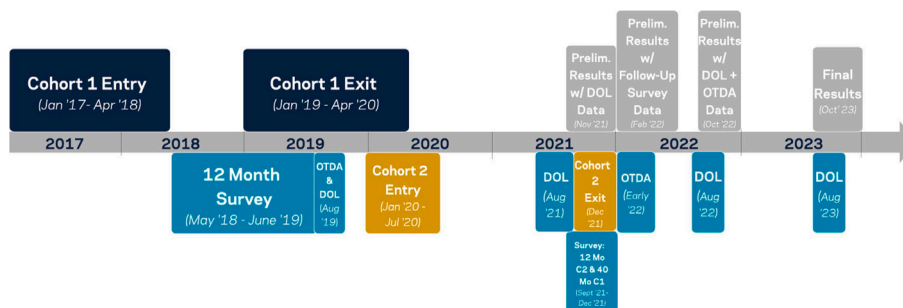 Cohort 1 Entry
(Jan '17- Apr '18)
Cohort 1 Exit
(Jan '19 - Apr '20)
Prelim.
Results
w/ DOL
Data
(Nov '21)
Prelim.
Results
w/
Follow-Up
Survey
Data
(Feb '22)
Prelim.
Results
w/
DOL +
OTDA
Data
(Oct '22)
Final
Results
(Oct' 23)
2017
2018
2019
2020
2021
2022
2023
12 Month
Survey
(May '18 - June '19)
OTDA
&
DOL
(Aug
'19)
Cohort 2
Entry
(Jan '20 -
Jul '20)
DOL
(Aug
'21)
Cohort
2
Exit
(Dec
'21)
OTDA
(Early
'22)
DOL
(Aug
'22)
DOL
(Aug
'23)
Survey:
12 Mo
C2 & 40
Mo C1
(Sept '21-
Dec '21)